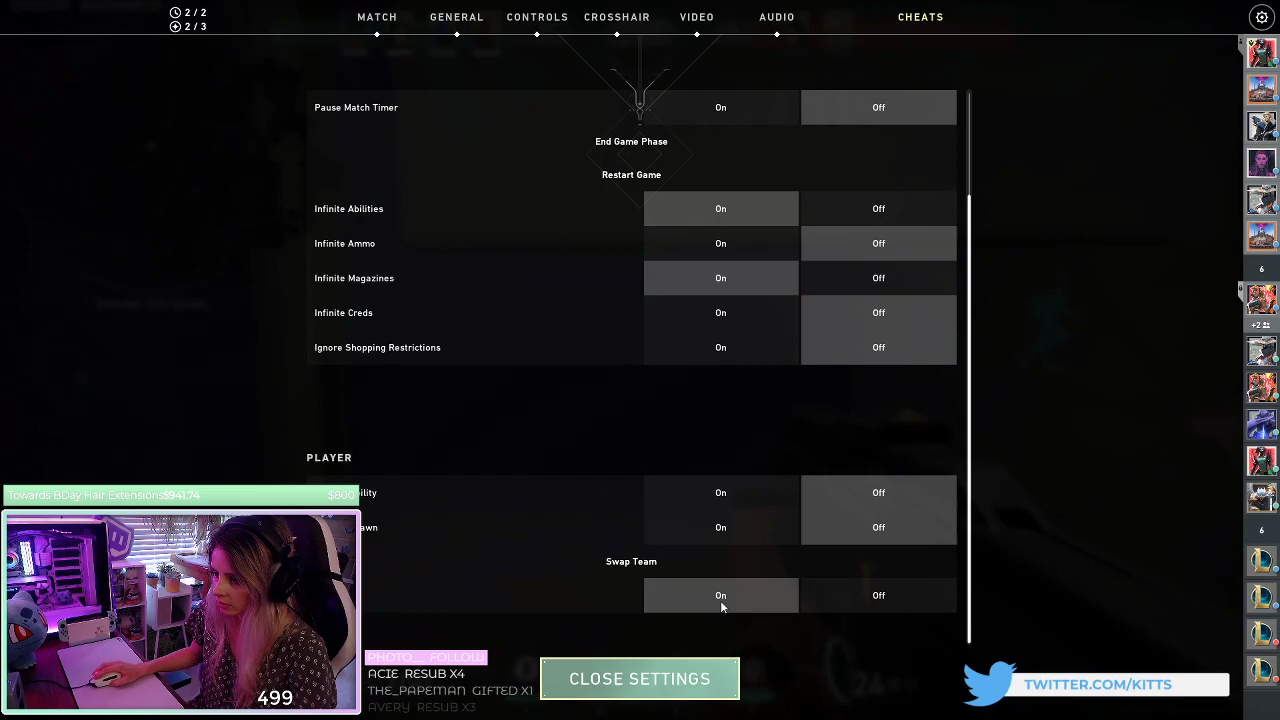 2 / 2
2 / 3
MATCH
GENERAL
CONTROLS
CROSSHAIR
VIDEO
AUDIO
CHEATS
Pause Match Timer On Off
End Game Phase
Restart Game
Infinite Abilities On Off
Infinite Ammo On Off
Infinite Magazines On Off
Infinite Creds On Off
Ignore Shopping Restrictions On Off
PLAYER
On Off
On Off
Swap Team
On Off
CLOSE SETTINGS
Towards BDay Hair Extensions $941.74 $800
499
PHOTO__ FOLLOW
ACIE RESUB X4
THE_PAPEMAN GIFTED X1
AVERY RESUB X3
TWITTER.COM/KITTS
6
+2
6